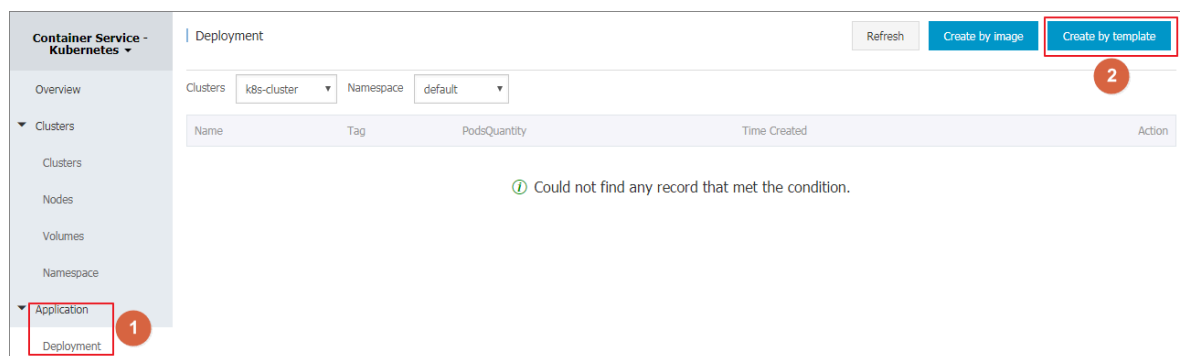 Container Service -
Kubernetes
Deployment
Refresh
Create by image
Create by template
2
Overview
Clusters k8s-cluster Namespace default
Clusters
Name Tag PodsQuantity Time Created Action
Clusters
Could not find any record that met the condition.
Nodes
Volumes
Namespace
Application
1
Deployment